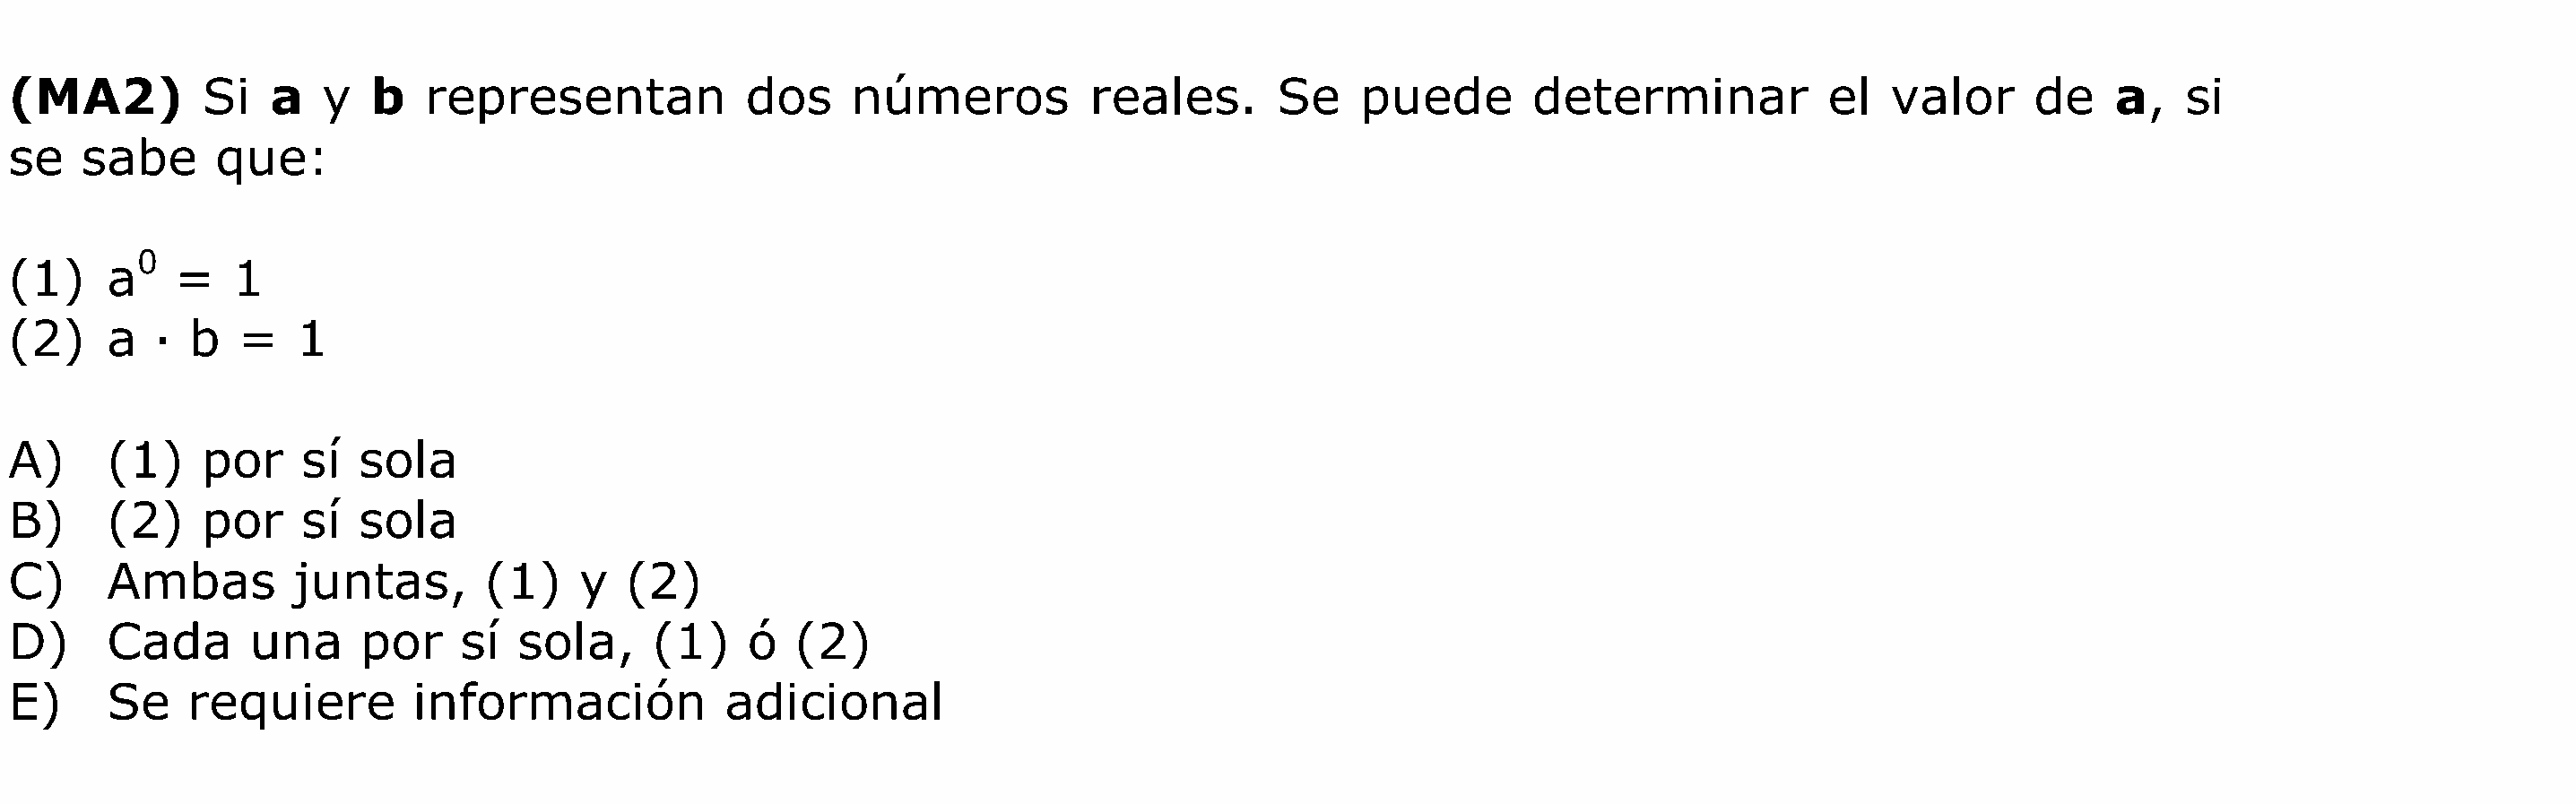 (MA2) Si a y b representan dos números reales. Se puede determinar el valor de a, si
se sabe que:
(1) a⁰ = 1
(2) a · b = 1
A) (1) por sí sola
B) (2) por sí sola
C) Ambas juntas, (1) y (2)
D) Cada una por sí sola, (1) ó (2)
E) Se requiere información adicional